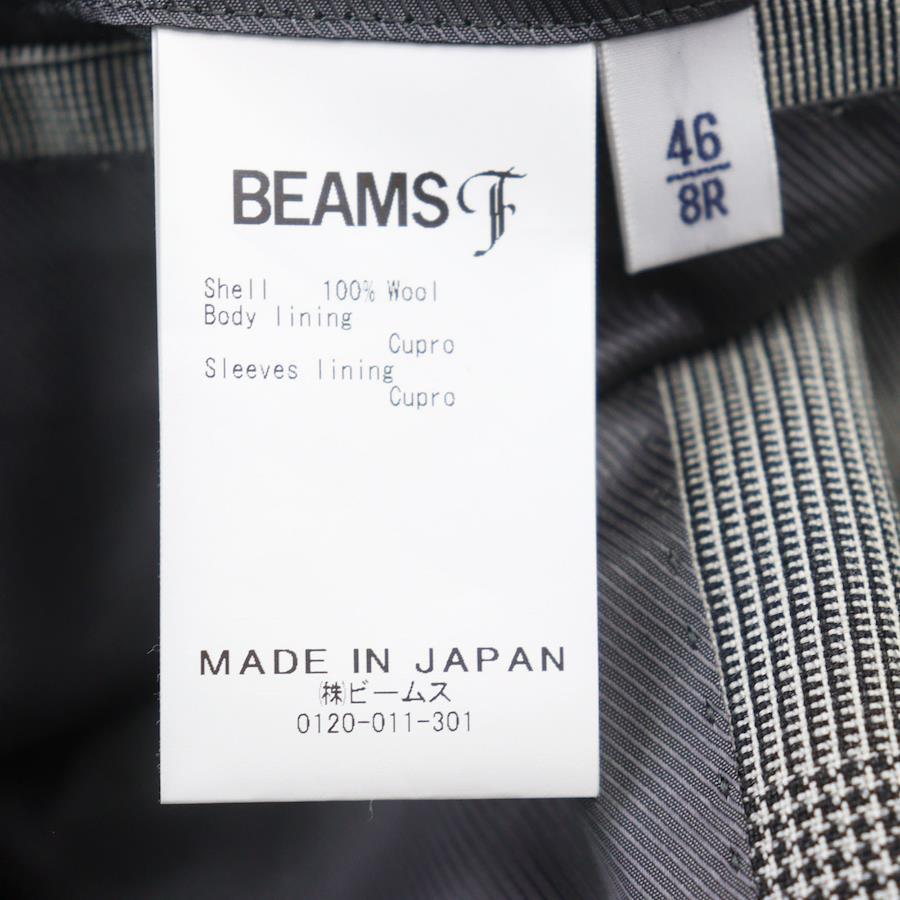 BEAMS F
Shell 100% Wool
Body lining
Cupro
Sleeves lining
Cupro
MADE IN JAPAN
㈱ビームス
0120-011-301
46
8R